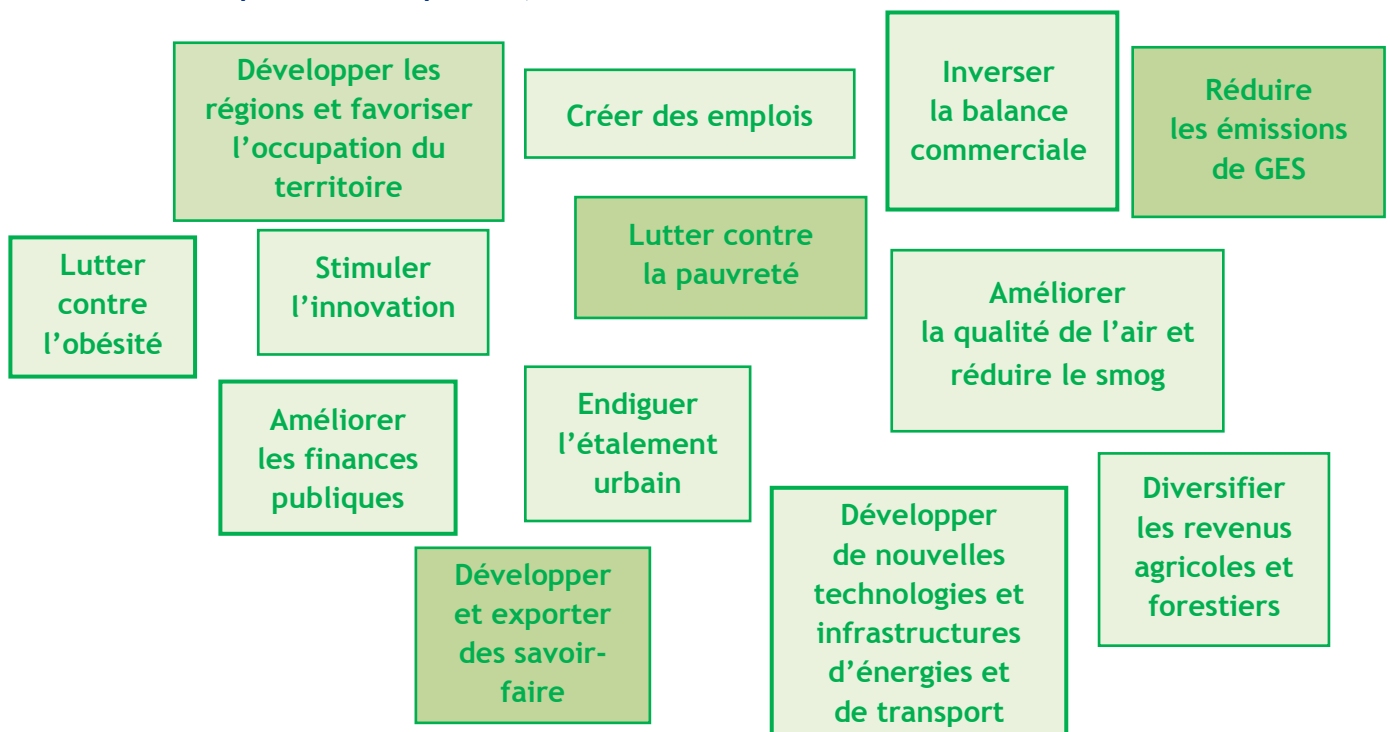 Développer les
régions et favoriser
l'occupation du
territoire
Créer des emplois
Inverser
la balance
commerciale
Réduire
les émissions
de GES
Lutter
contre
l'obésité
Stimuler
l'innovation
Lutter contre
la pauvreté
Améliorer
la qualité de l'air et
réduire le smog
Améliorer
les finances
publiques
Endiguer
l'étalement
urbain
Développer
et exporter
des savoir-
faire
Développer
de nouvelles
technologies et
infrastructures
d'énergies et
de transport
Diversifier
les revenus
agricoles et
forestiers